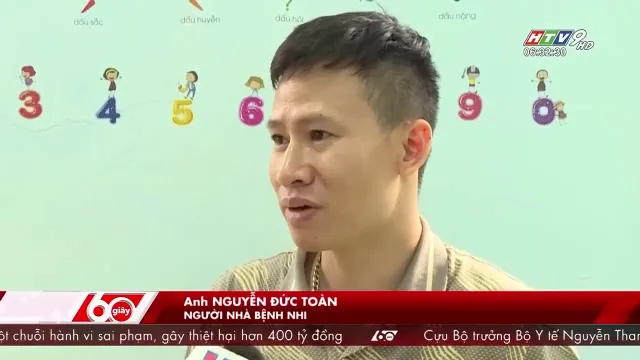 dấu sắc
dấu huyền
dấu hỏi
dấu nặng
HTV9 HD
06:32:30
3 4 5 6 9 0
Anh NGUYỄN ĐỨC TOÀN
60 giây
NGƯỜI NHÀ BỆNH NHI
ột chuỗi hành vi sai phạm, gây thiệt hại hơn 400 tỷ đồng 60 Cựu Bộ trưởng Bộ Y tế Nguyễn Than